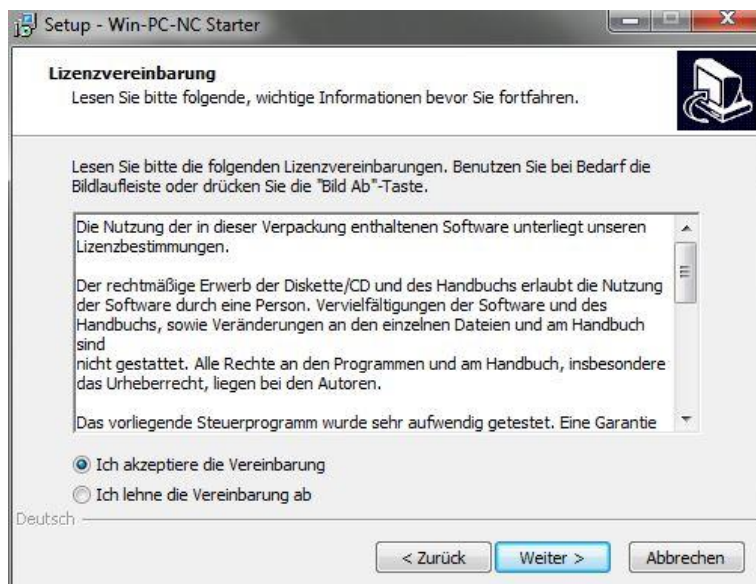 Setup - Win-PC-NC Starter
Lizenzvereinbarung
Lesen Sie bitte folgende, wichtige Informationen bevor Sie fortfahren.
Lesen Sie bitte die folgenden Lizenzvereinbarungen. Benutzen Sie bei Bedarf die
Bildlaufleiste oder drücken Sie die "Bild Ab"-Taste.
Die Nutzung der in dieser Verpackung enthaltenen Software unterliegt unseren
Lizenzbestimmungen.
Der rechtmäßige Erwerb der Diskette/CD und des Handbuchs erlaubt die Nutzung
der Software durch eine Person. Vervielfältigungen der Software und des
Handbuchs, sowie Veränderungen an den einzelnen Dateien und am Handbuch
sind
nicht gestattet. Alle Rechte an den Programmen und am Handbuch, insbesondere
das Urheberrecht, liegen bei den Autoren.
Das vorliegende Steuerprogramm wurde sehr aufwendig getestet. Eine Garantie
Ich akzeptiere die Vereinbarung
Ich lehne die Vereinbarung ab
Deutsch
< Zurück Weiter > Abbrechen